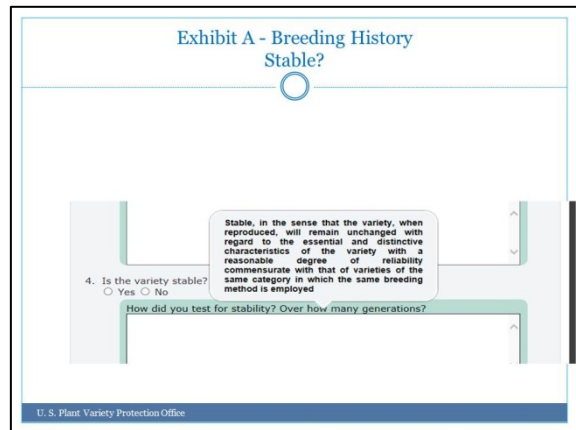 Exhibit A - Breeding History
Stable?
Stable, in the sense that the variety, when
reproduced, will remain unchanged with
regard to the essential and distinctive
characteristics of the variety with a
reasonable degree of reliability
commensurate with that of varieties of the
same category in which the same breeding
method is employed
4. Is the variety stable?
Yes No
How did you test for stability? Over how many generations?
U. S. Plant Variety Protection Office